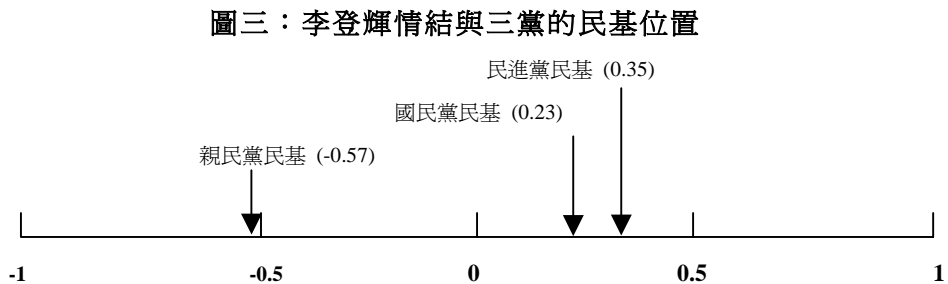 圖三：李登輝情結與三黨的民基位置
民進黨民基 (0.35)
國民黨民基 (0.23)
親民黨民基 (-0.57)
-1 -0.5 0 0.5 1